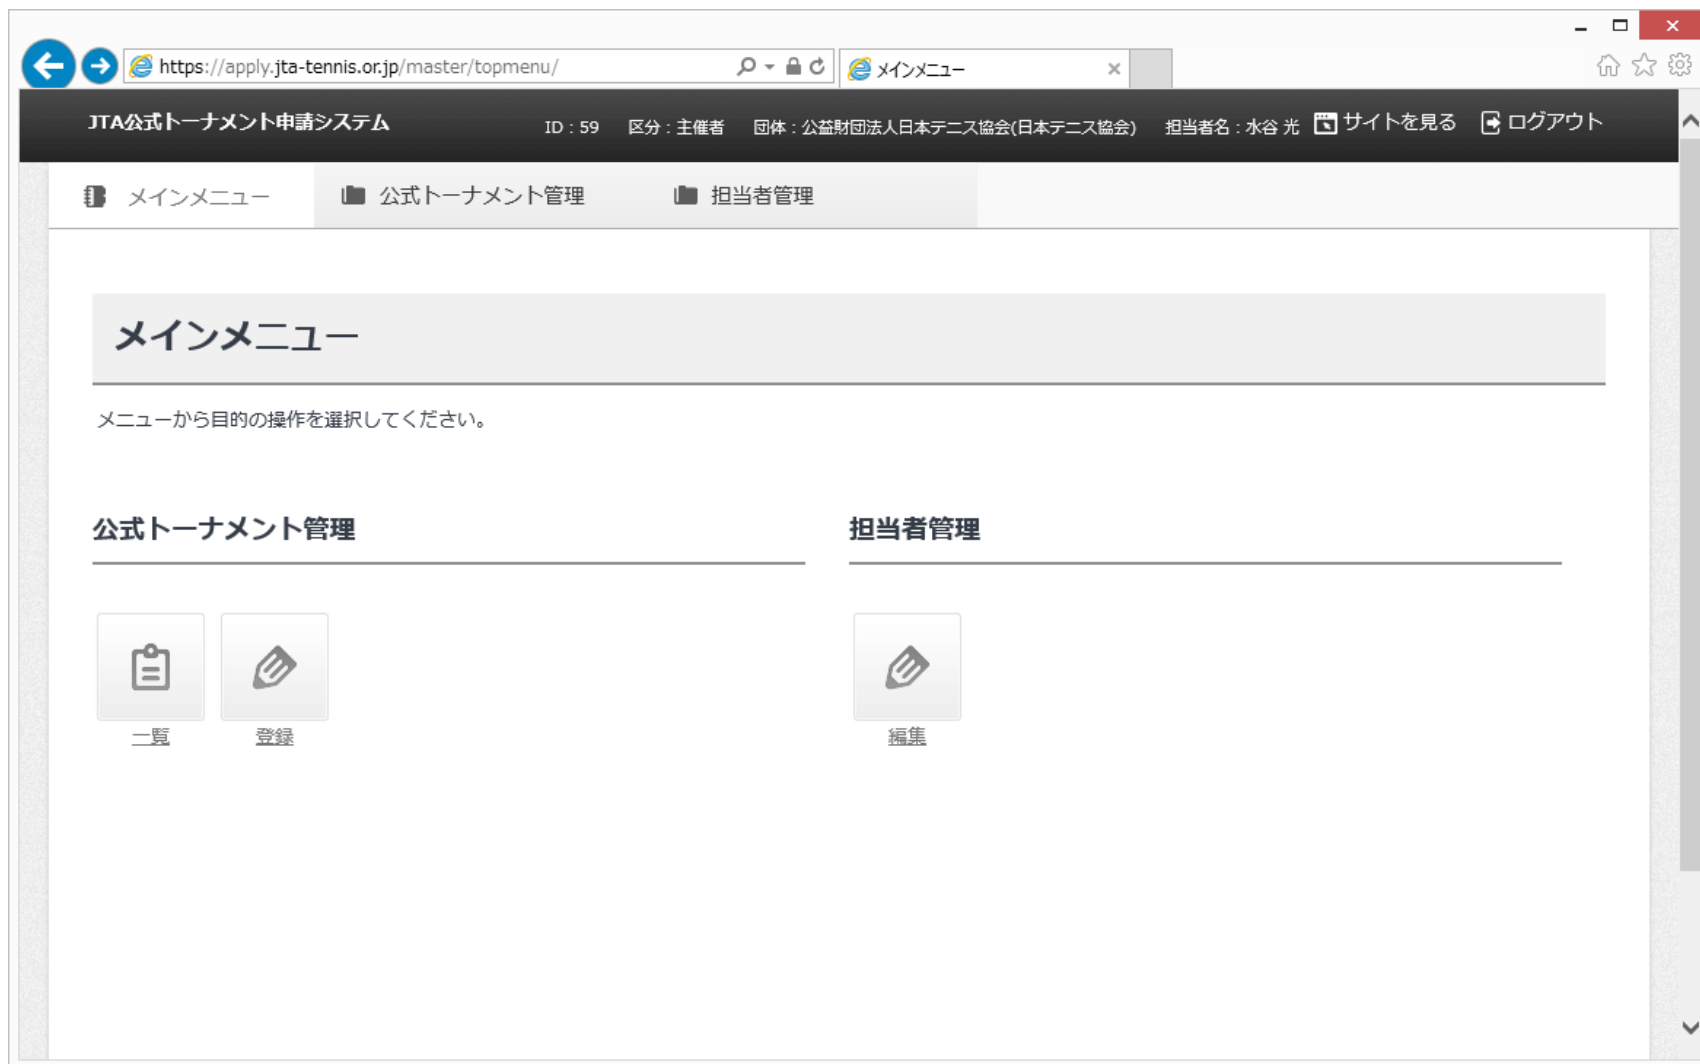 https://apply.jta-tennis.or.jp/master/topmenu/ メインメニュー
JTA公式トーナメント申請システム ID：59 区分：主催者 団体：公益財団法人日本テニス協会(日本テニス協会) 担当者名：水谷 光 サイトを見る ログアウト
メインメニュー 公式トーナメント管理 担当者管理
メインメニュー
メニューから目的の操作を選択してください。
公式トーナメント管理 担当者管理
一覧 登録 編集